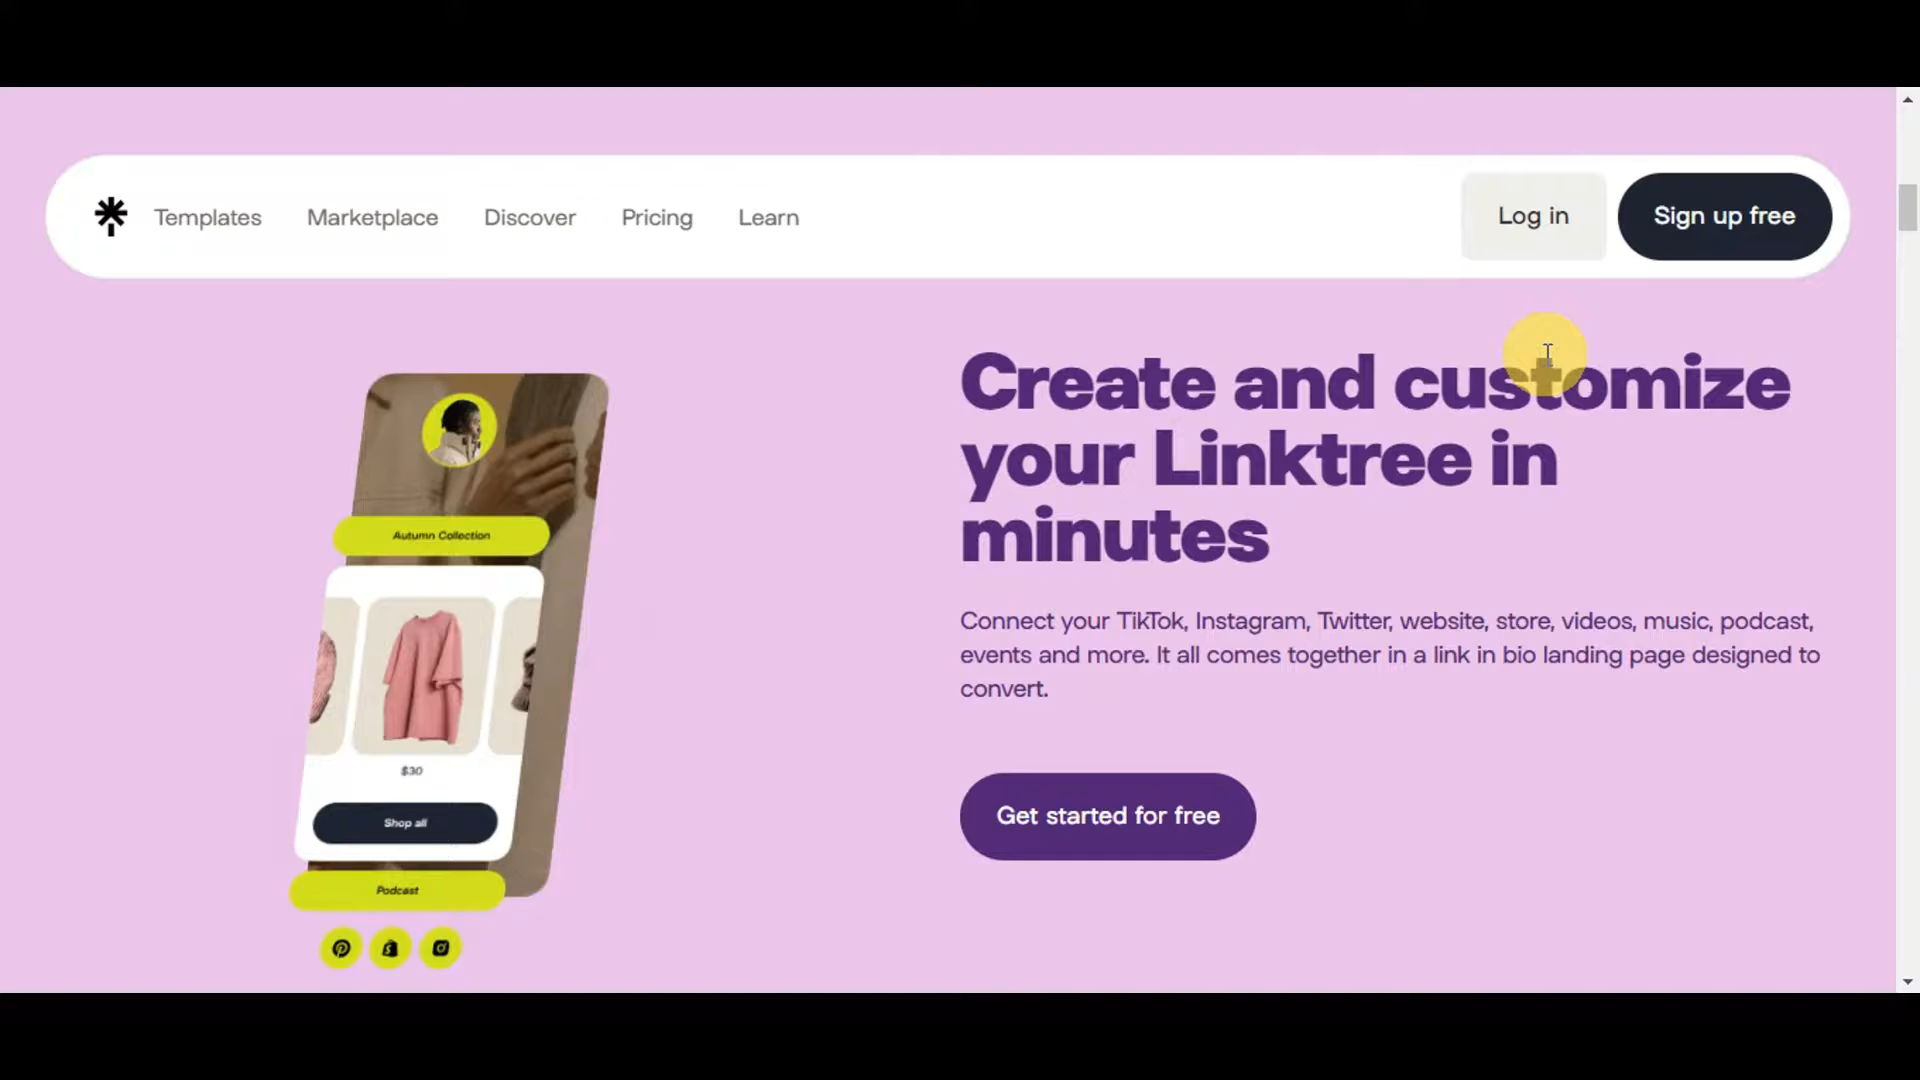 Templates Marketplace Discover Pricing Learn Log in Sign up free
Create and customize
your Linktree in
minutes
Connect your TikTok, Instagram, Twitter, website, store, videos, music, podcast,
events and more. It all comes together in a link in bio landing page designed to
convert.
Get started for free
Autumn Collection
$30
Shop all
Podcast